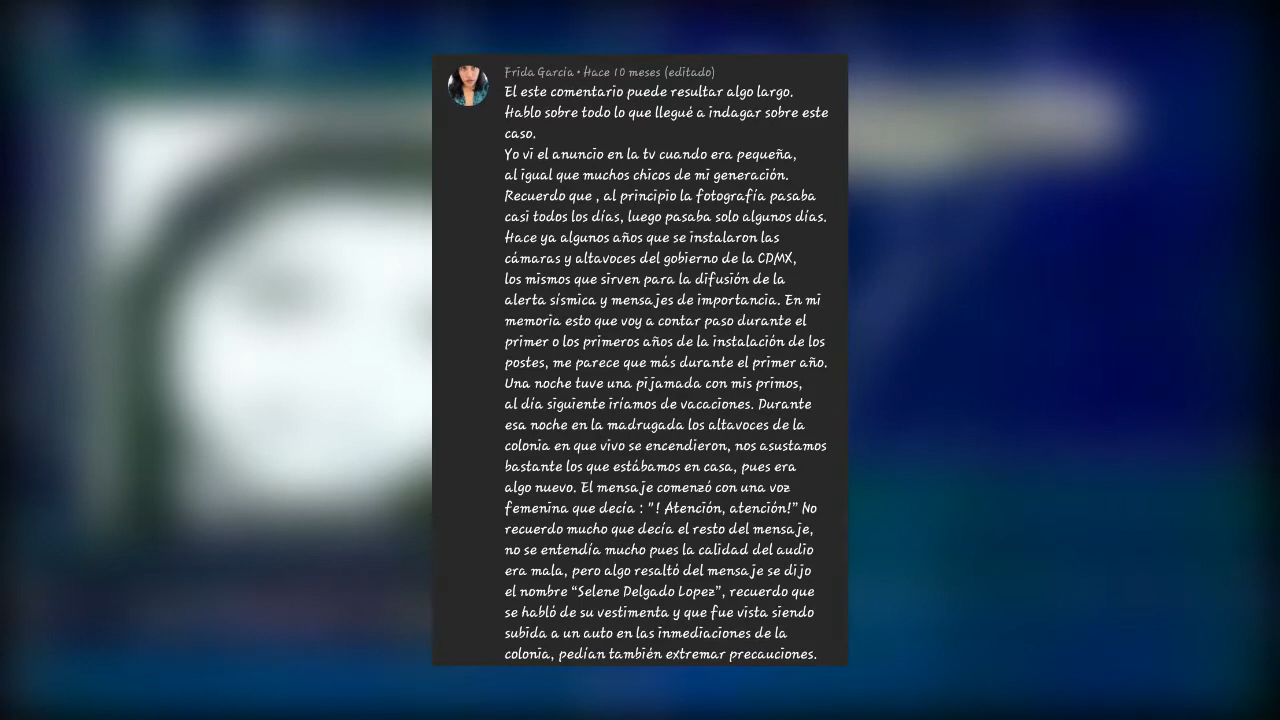 Frida García • Hace 10 meses (editado)
El este comentario puede resultar algo largo.
Hablo sobre todo lo que llegué a indagar sobre este
caso.
Yo vi el anuncio en la tv cuando era pequeña,
al igual que muchos chicos de mi generación.
Recuerdo que , al principio la fotografía pasaba
casi todos los días, luego pasaba solo algunos días.
Hace ya algunos años que se instalaron las
cámaras y altavoces del gobierno de la CDMX,
los mismos que sirven para la difusión de la
alerta sísmica y mensajes de importancia. En mi
memoria esto que voy a contar paso durante el
primer o los primeros años de la instalación de los
postes, me parece que más durante el primer año.
Una noche tuve una pijamada con mis primos,
al día siguiente iríamos de vacaciones. Durante
esa noche en la madrugada los altavoces de la
colonia en que vivo se encendieron, nos asustamos
bastante los que estábamos en casa, pues era
algo nuevo. El mensaje comenzó con una voz
femenina que decía : "! Atención, atención!" No
recuerdo mucho que decía el resto del mensaje,
no se entendía mucho pues la calidad del audio
era mala, pero algo resaltó del mensaje se dijo
el nombre “Selene Delgado Lopez”, recuerdo que
se habló de su vestimenta y que fue vista siendo
subida a un auto en las inmediaciones de la
colonia, pedían también extremar precauciones.